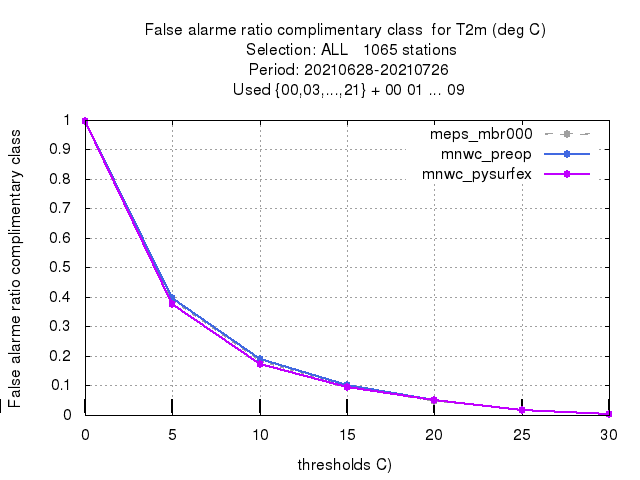 False alarme ratio complimentary class  for T2m (deg C)
Selection: ALL   1065 stations
Period: 20210628-20210726
Used {00,03,...,21} + 00 01 ... 09
False alarme ratio complimentary class
meps_mbr000
mnwc_preop
mnwc_pysurfex
1
0.9
0.8
0.7
0.6
0.5
0.4
0.3
0.2
0.1
0
0 5 10 15 20 25 30
thresholds C)